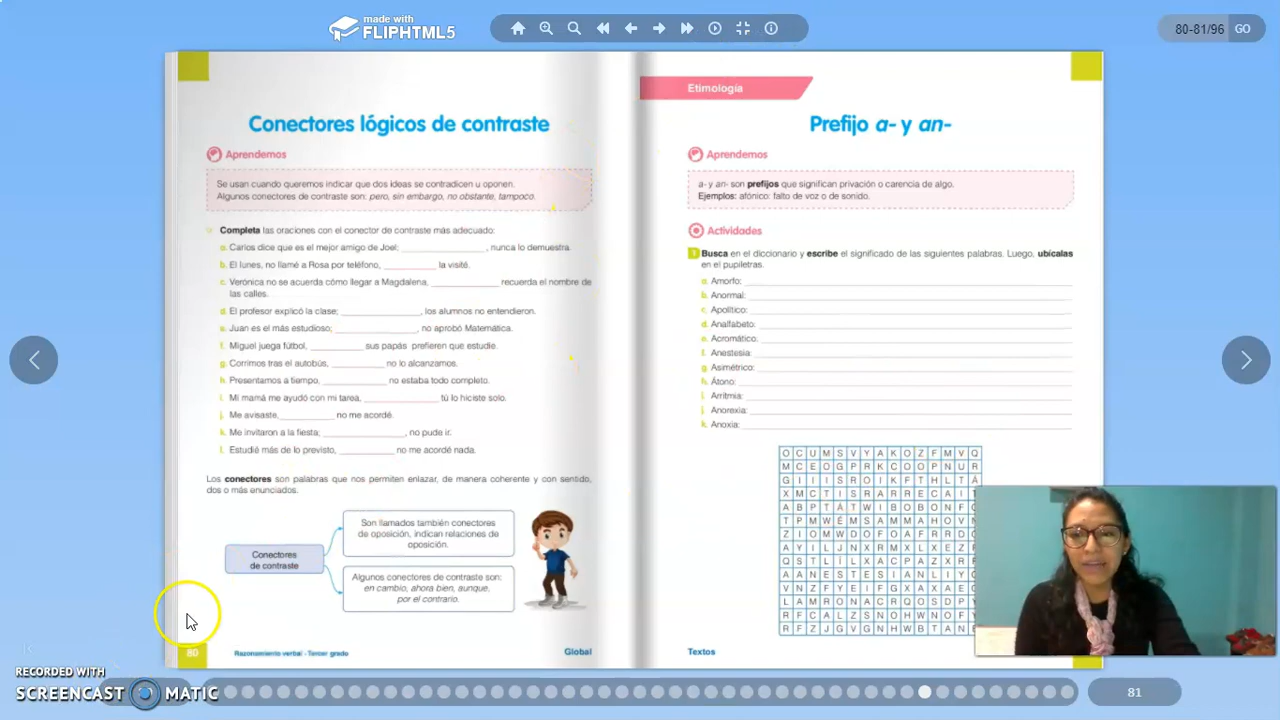 made with
FLIPHTML5
80-81/96 GO
Conectores lógicos de contraste
Aprendemos
Se usan cuando queremos indicar que dos ideas se contradicen u oponen.
Algunos conectores de contraste son: pero, sin embargo, no obstante, tampoco.
Completa las oraciones con el conector de contraste más adecuado:
a. Carlos dice que es el mejor amigo de Joel; ____________, nunca lo demuestra.
b. El lunes, no llamé a Rosa por teléfono, ____________ la visité.
c. Verónica no se acuerda cómo llegar a Magdalena, ____________ recuerda el nombre de
las calles.
d. El profesor explicó la clase; ____________, los alumnos no entendieron.
e. Juan es el más estudioso; ____________, no aprobó Matemática.
f. Miguel juega fútbol, ____________ sus papás prefieren que estudie.
g. Corrimos tras el autobús, ____________ no lo alcanzamos.
h. Presentamos a tiempo, ____________ no estaba todo completo.
i. Mi mamá me ayudó con mi tarea, ____________ tú lo hiciste solo.
j. Me avisaste, ____________ no me acordé.
k. Me invitaron a la fiesta; ____________, no pude ir.
l. Estudié más de lo previsto, ____________ no me acordé nada.
Los conectores son palabras que nos permiten enlazar, de manera coherente y con sentido,
dos o más enunciados.
Conectores
de contraste
Son llamados también conectores
de oposición, indican relaciones de
oposición.
Algunos conectores de contraste son:
en cambio, ahora bien, aunque,
por el contrario.
80
Razonamiento verbal - Tercer grado
Global
Etimología
Prefijo a- y an-
Aprendemos
a- y an- son prefijos que significan privación o carencia de algo.
Ejemplos: afónico: falto de voz o de sonido.
Actividades
1 Busca en el diccionario y escribe el significado de las siguientes palabras. Luego, ubícalas
en el pupiletras.
a. Amorfo:
b. Anormal:
c. Apolítico:
d. Analfabeto:
e. Acromático:
f. Anestesia:
g. Asimétrico:
h. Átono:
i. Arritmia:
j. Anorexia:
k. Anoxia:
O C U M S V Y A K O Z F M V Q
M C E O G P R K C O O P N U R
Textos
RECORDED WITH
SCREENCAST MATIC
81